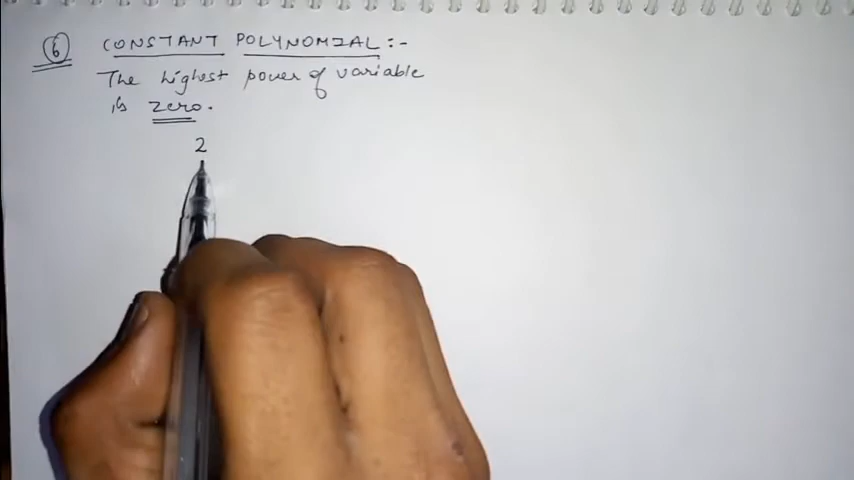 6 CONSTANT POLYNOMIAL :-
The highest power of variable
is zero.
2